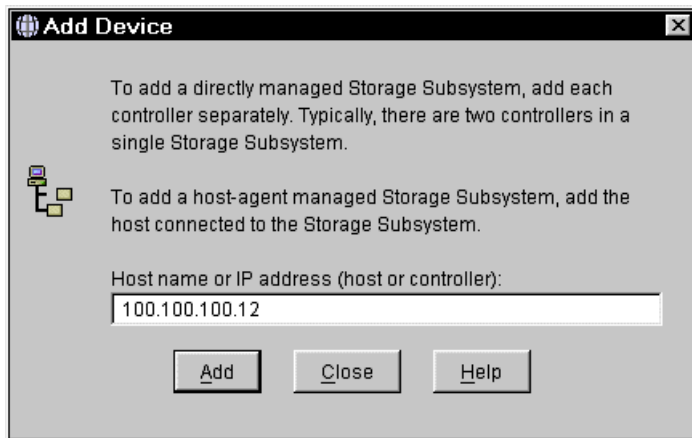 Add Device
To add a directly managed Storage Subsystem, add each
controller separately. Typically, there are two controllers in a
single Storage Subsystem.
To add a host-agent managed Storage Subsystem, add the
host connected to the Storage Subsystem.
Host name or IP address (host or controller):
100.100.100.12
Add Close Help